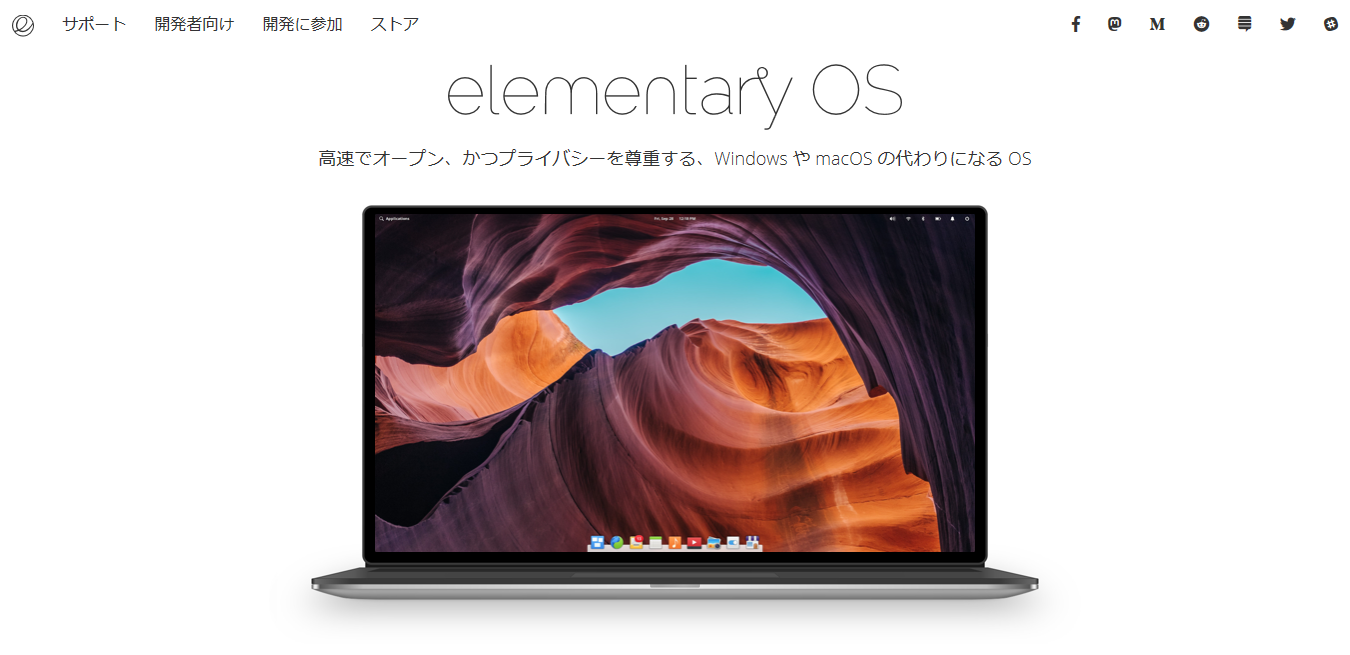 サポート 開発者向け 開発に参加 ストア
elementary OS
高速でオープン、かつプライバシーを尊重する、Windows や macOS の代わりになる OS
Applications Fri, Sep 20 12:16 PM